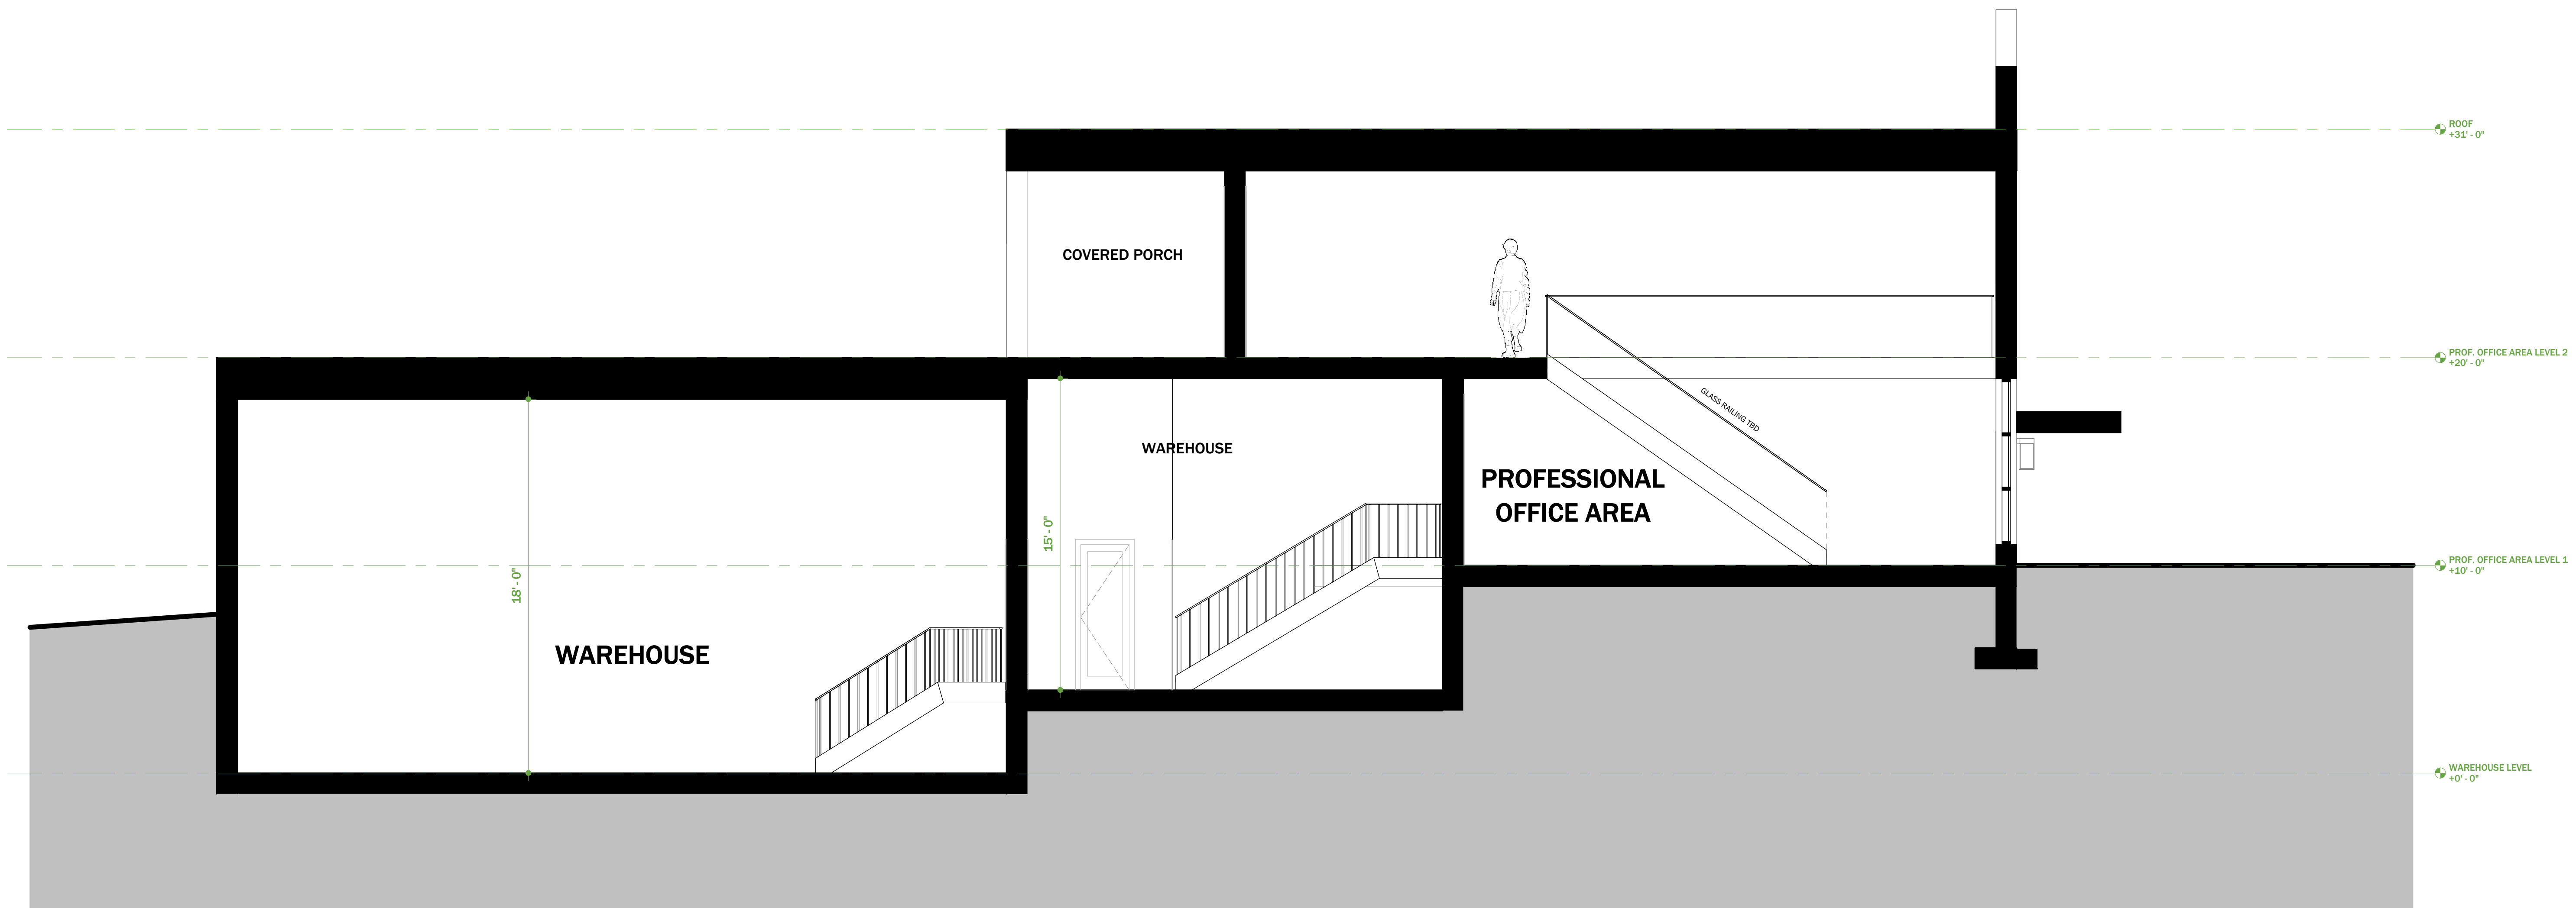 ROOF
+31' - 0"
COVERED PORCH
PROF. OFFICE AREA LEVEL 2
+20' - 0"
GLASS RAILING TBD
WAREHOUSE
PROFESSIONAL
OFFICE AREA
15' - 0"
18' - 0"
PROF. OFFICE AREA LEVEL 1
+10' - 0"
WAREHOUSE
WAREHOUSE LEVEL
+0' - 0"